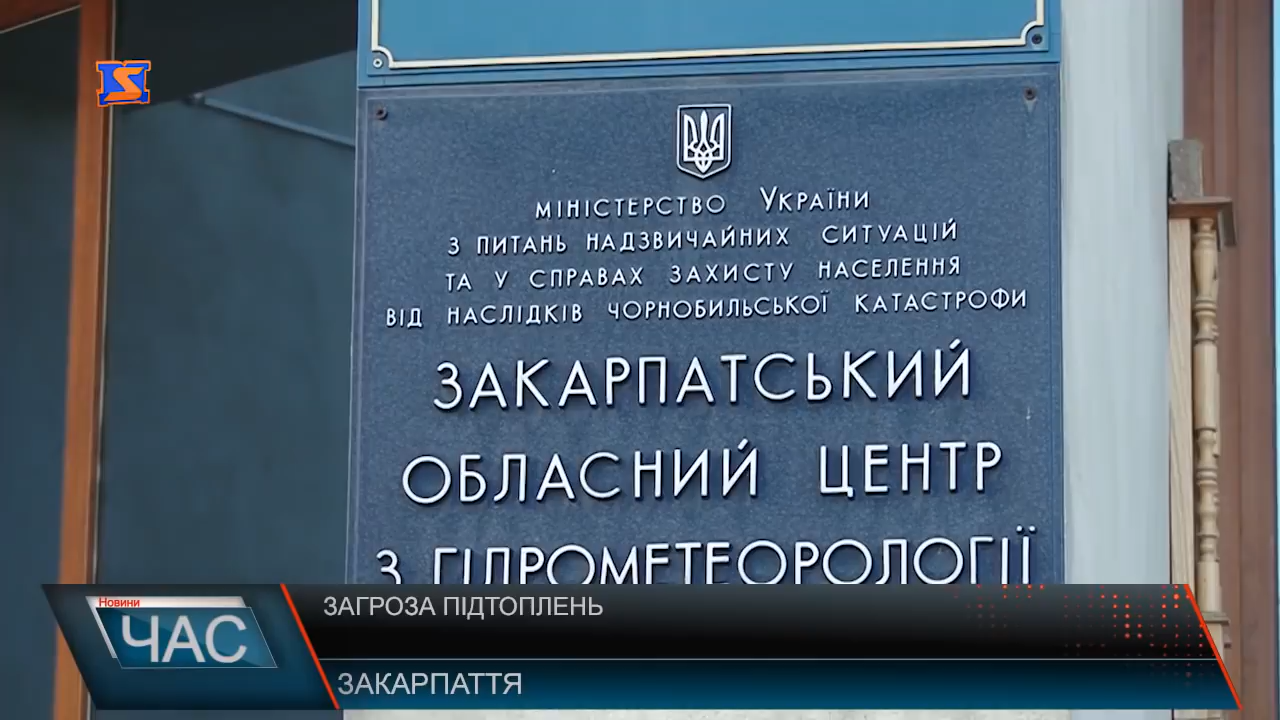 МІНІСТЕРСТВО УКРАЇНИ
З ПИТАНЬ НАДЗВИЧАЙНИХ СИТУАЦІЙ
ТА У СПРАВАХ ЗАХИСТУ НАСЕЛЕННЯ
ВІД НАСЛІДКІВ ЧОРНОБИЛЬСЬКОЇ КАТАСТРОФИ
ЗАКАРПАТСЬКИЙ
ОБЛАСНИЙ ЦЕНТР
З ГІДРОМЕТЕОРОЛОГІЇ
Новини
ЧАС
ЗАГРОЗА ПІДТОПЛЕНЬ
ЗАКАРПАТТЯ